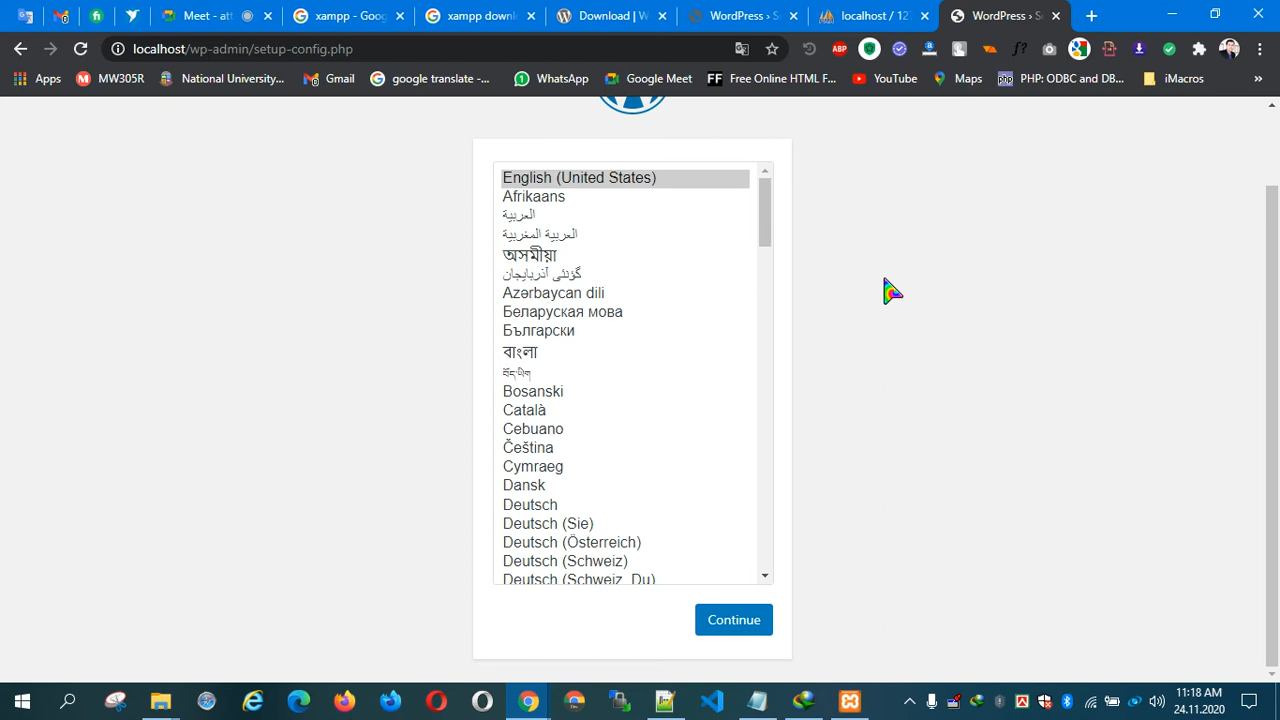 Meet - att
xampp - Goog
xampp downl
Download | W
WordPress › S
localhost / 12
WordPress › S
localhost/wp-admin/setup-config.php
Apps
MW305R
National University...
Gmail
google translate -...
WhatsApp
Google Meet
FF Free Online HTML F...
YouTube
Maps
PHP: ODBC and DB...
iMacros
English (United States)
Afrikaans
العربية
العربية المغربية
অসমীয়া
گؤنئی آذربایجان
Azərbaycan dili
Беларуская мова
Български
বাংলা
བོད་ཡིག
Bosanski
Català
Cebuano
Čeština
Cymraeg
Dansk
Deutsch
Deutsch (Sie)
Deutsch (Österreich)
Deutsch (Schweiz)
Deutsch (Schweiz, Du)
Continue
11:18 AM
24.11.2020